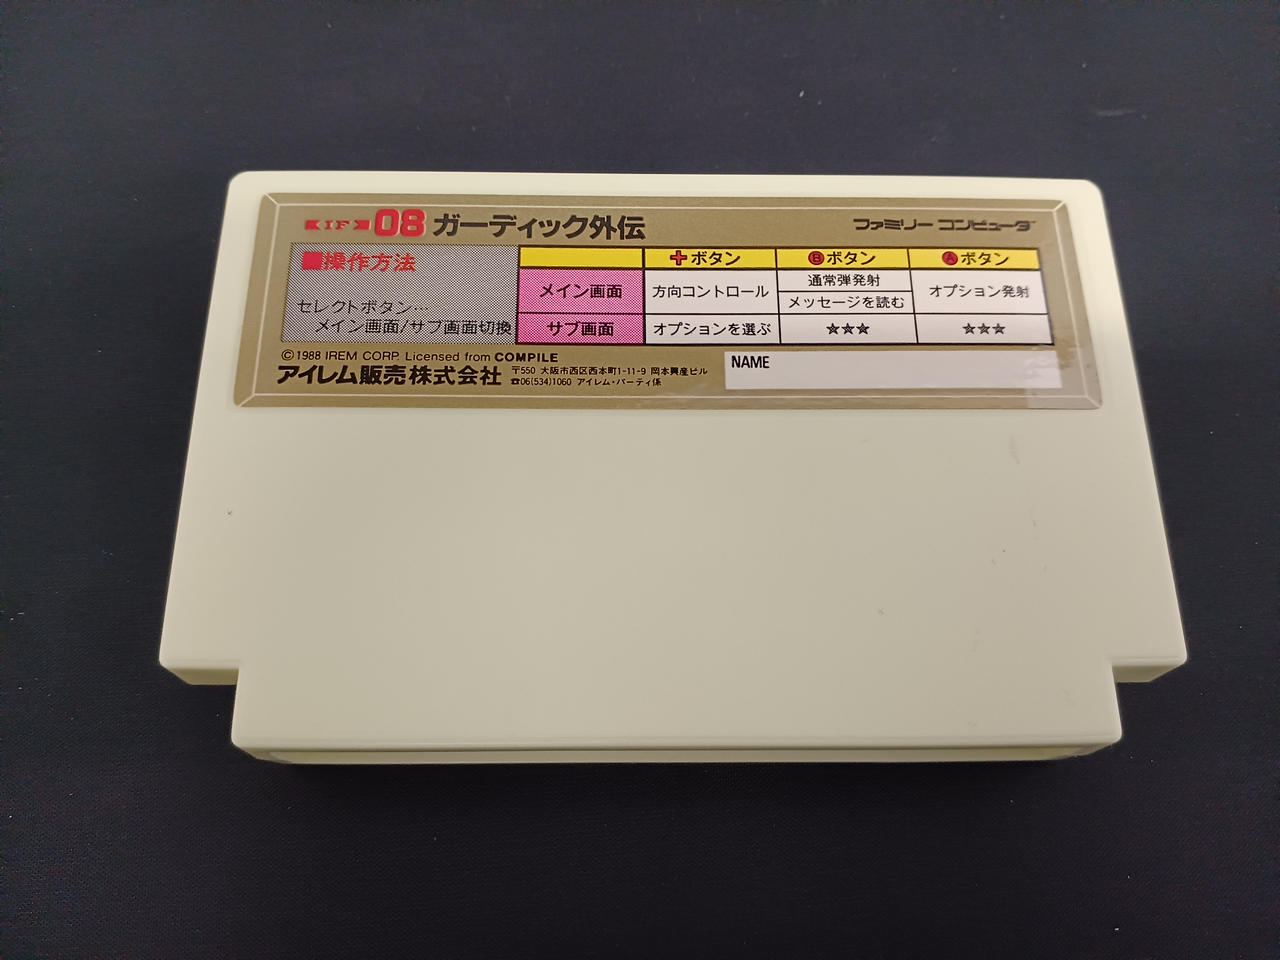 IF 08 ガーディック外伝 ファミリー コンピュータ
■操作方法
セレクトボタン…
メイン画面/サブ画面切換
✚ボタン Ⓑボタン Ⓐボタン
メイン画面 方向コントロール 通常弾発射 オプション発射
メッセージを読む
サブ画面 オプションを選ぶ ☆☆☆ ☆☆☆
©1988 IREM CORP. Licensed from COMPILE
アイレム販売株式会社
〒550 大阪市西区西本町1-11-9 岡本興産ビル
☎06(534)1060 アイレム・パーティ係
NAME